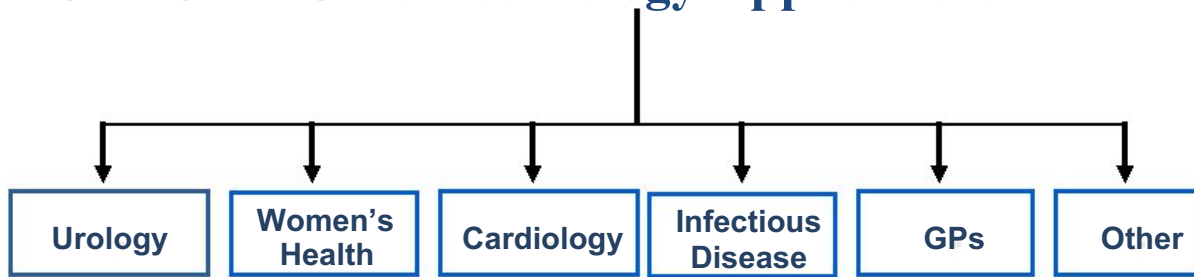 Urology
Women's
Health
Cardiology
Infectious
Disease
GPs
Other